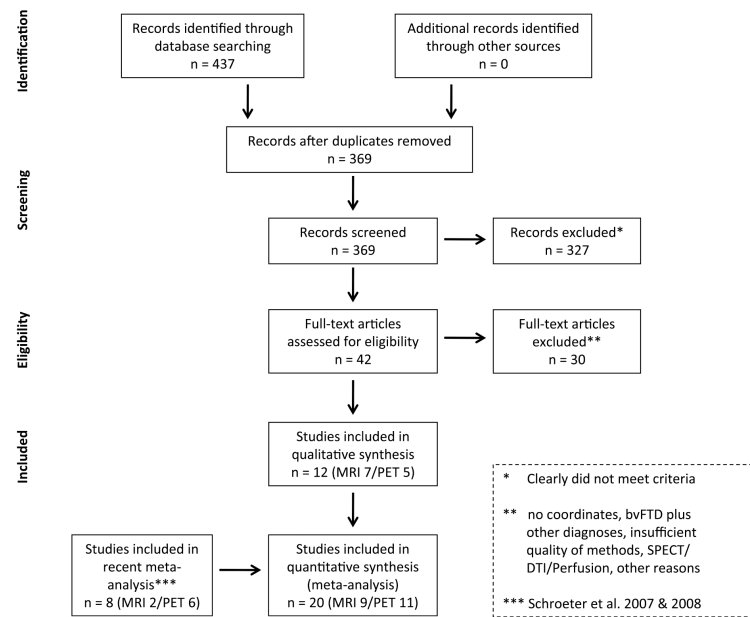 Identification
Records identified through
database searching
n = 437
Additional records identified
through other sources
n = 0
Records after duplicates removed
n = 369
Screening
Records screened
n = 369
Records excluded*
n = 327
Eligibility
Full-text articles
assessed for eligibility
n = 42
Full-text articles
excluded**
n = 30
Included
Studies included in
qualitative synthesis
n = 12 (MRI 7/PET 5)
Studies included in
recent meta-
analysis***
n = 8 (MRI 2/PET 6)
Studies included in
quantitative synthesis
(meta-analysis)
n = 20 (MRI 9/PET 11)
* Clearly did not meet criteria
** no coordinates, bvFTD plus
other diagnoses, insufficient
quality of methods, SPECT/
DTI/Perfusion, other reasons
*** Schroeter et al. 2007 & 2008